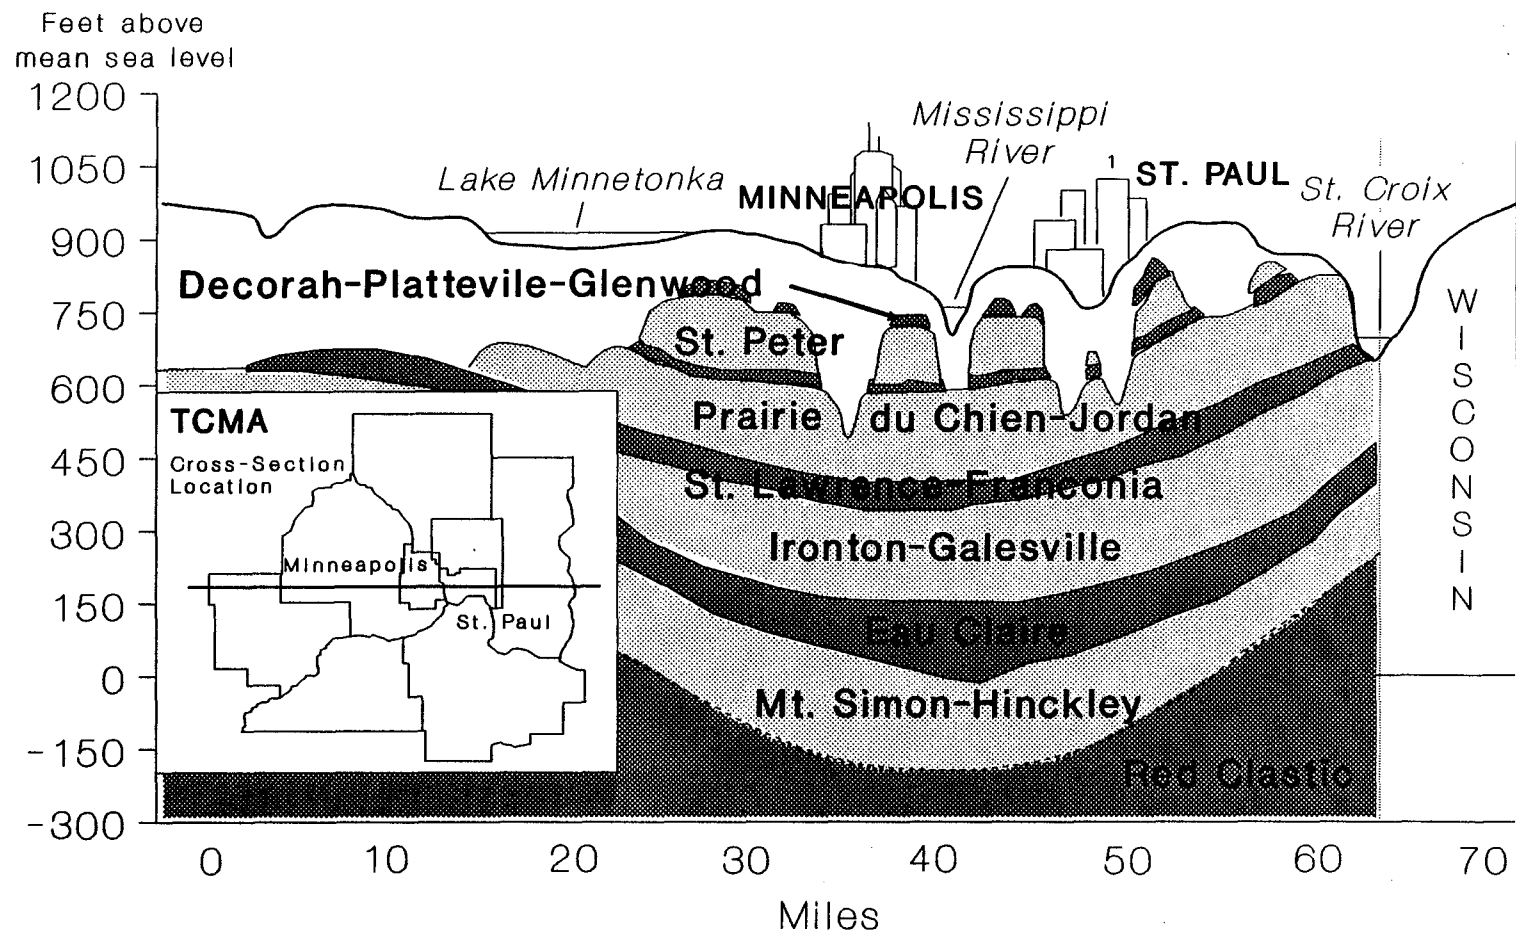 Feet above
mean sea level
1200
1050
900
750
600
450
300
150
0
-150
-300
Lake Minnetonka
MINNEAPOLIS
Mississippi
River
1
ST. PAUL
St. Croix
River
Decorah-Plattevile-Glenwood
St. Peter
Prairie du Chien-Jordan
St. Lawrence-Franconia
Ironton-Galesville
Eau Claire
Mt. Simon-Hinckley
Red Clastic
WISCONSIN
TCMA
Cross-Section
Location
Minneapolis
St. Paul
0 10 20 30 40 50 60 70
Miles